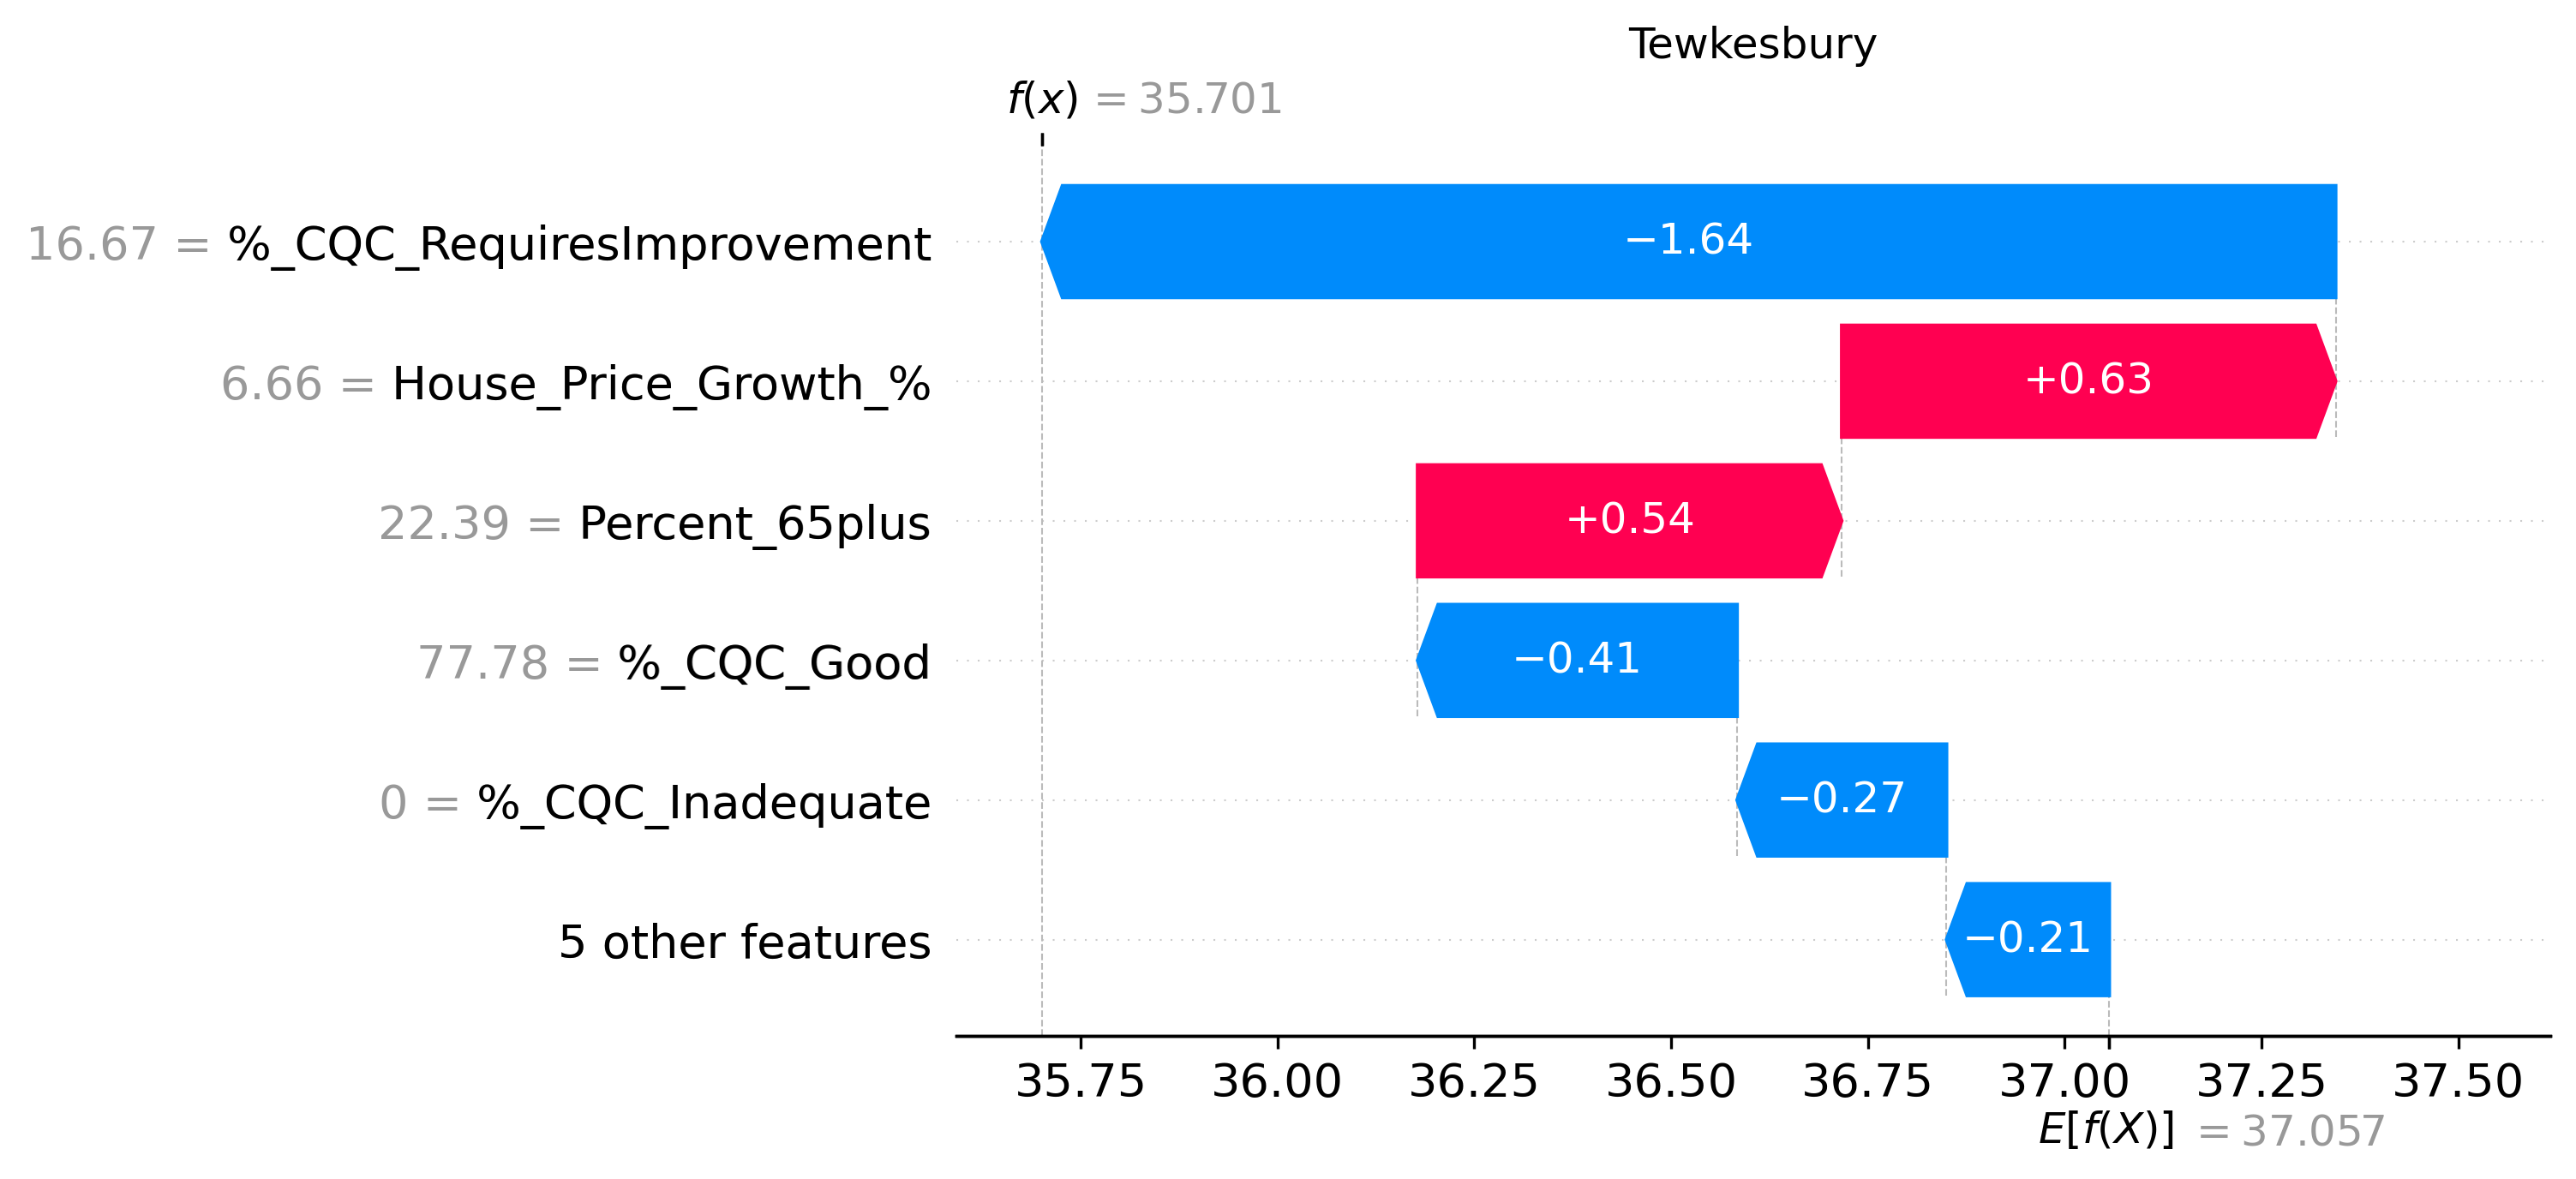 Tewkesbury
f(x) = 35.701
16.67 = %_CQC_RequiresImprovement
−1.64
6.66 = House_Price_Growth_%
+0.63
22.39 = Percent_65plus
+0.54
77.78 = %_CQC_Good
−0.41
0 = %_CQC_Inadequate
−0.27
5 other features
−0.21
35.75 36.00 36.25 36.50 36.75 37.00 37.25 37.50
E[f(X)] = 37.057